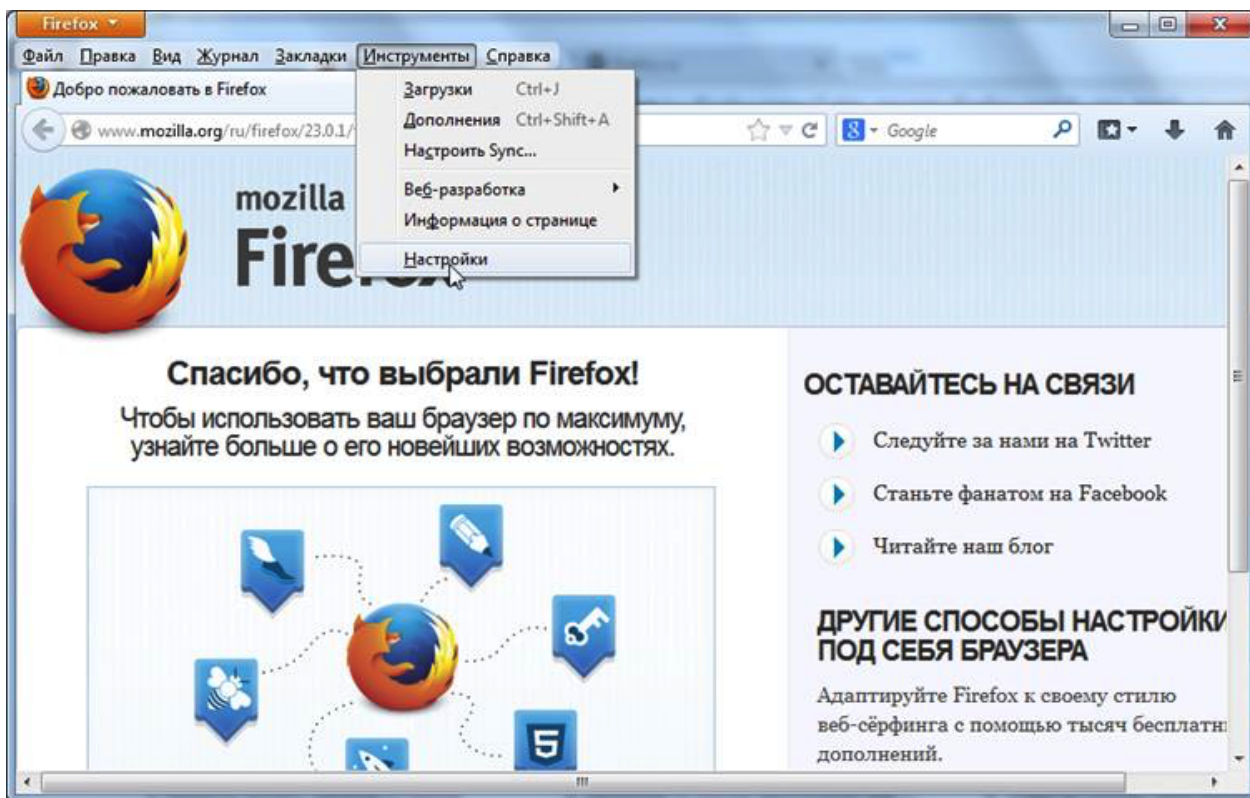 Firefox
Файл Правка Вид Журнал Закладки Инструменты Справка
Добро пожаловать в Firefox
www.mozilla.org/ru/firefox/23.0.1/
Google
Загрузки Ctrl+J
Дополнения Ctrl+Shift+A
Настроить Sync...
Веб-разработка
Информация о странице
Настройки
mozilla
Спасибо, что выбрали Firefox!
Чтобы использовать ваш браузер по максимуму,
узнайте больше о его новейших возможностях.
ОСТАВАЙТЕСЬ НА СВЯЗИ
Следуйте за нами на Twitter
Станьте фанатом на Facebook
Читайте наш блог
ДРУГИЕ СПОСОБЫ НАСТРОЙКИ
ПОД СЕБЯ БРАУЗЕРА
Адаптируйте Firefox к своему стилю
веб-сёрфинга с помощью тысяч
дополнений.